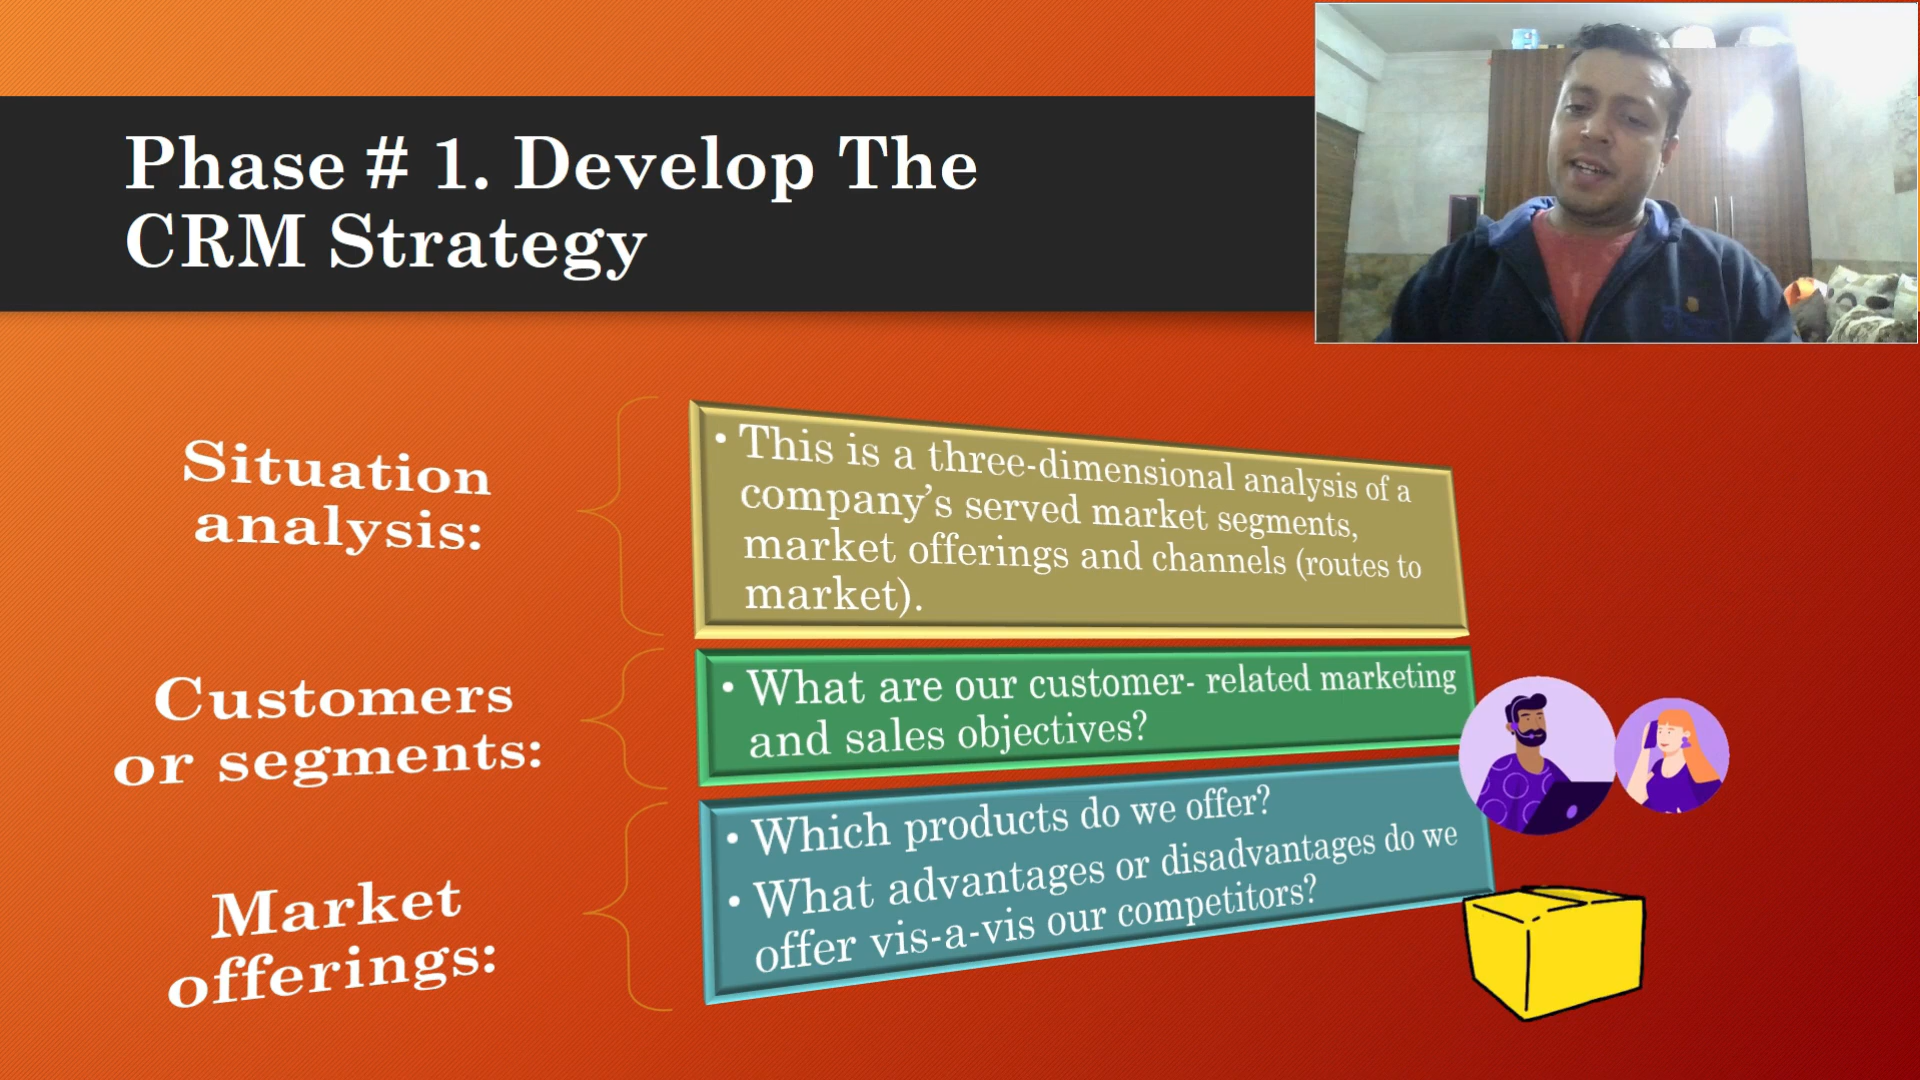 Phase # 1. Develop The
CRM Strategy
Situation
analysis:
• This is a three-dimensional analysis of a
company’s served market segments,
market offerings and channels (routes to
market).
Customers
or segments:
• What are our customer- related marketing
and sales objectives?
Market
offerings:
• Which products do we offer?
• What advantages or disadvantages do we
offer vis-a-vis our competitors?